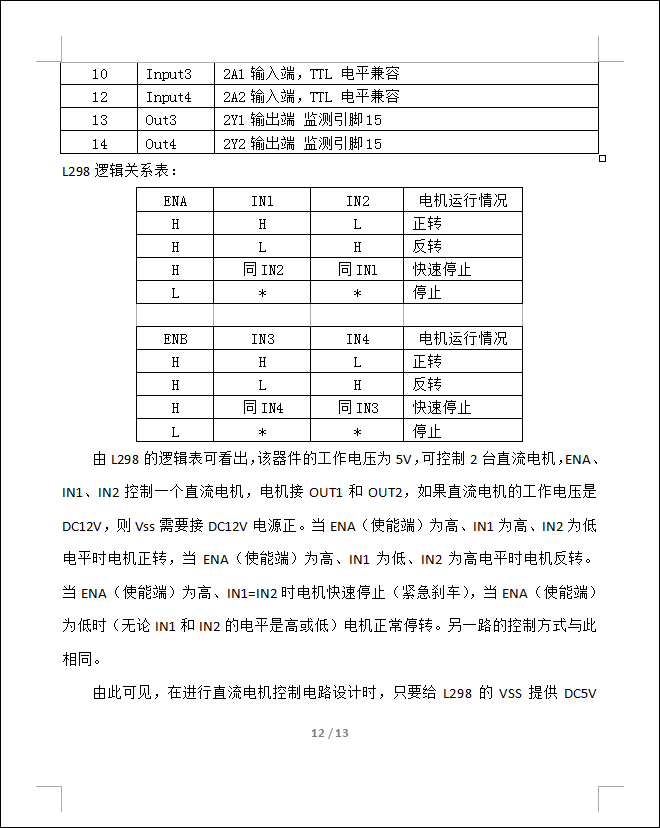 10 Input3 2A1 输入端，TTL 电平兼容
12 Input4 2A2 输入端，TTL 电平兼容
13 Out3 2Y1 输出端 监测引脚 15
14 Out4 2Y2 输出端 监测引脚 15
L298 逻辑关系表：
ENA IN1 IN2 电机运行情况
H H L 正转
H L H 反转
H 同IN2 同IN1 快速停止
L * * 停止
ENB IN3 IN4 电机运行情况
H H L 正转
H L H 反转
H 同IN4 同IN3 快速停止
L * * 停止
由 L298 的逻辑表可看出，该器件的工作电压为 5V，可控制 2 台直流电机，ENA、
IN1、IN2 控制一个直流电机，电机接 OUT1 和 OUT2，如果直流电机的工作电压是
DC12V，则 Vss 需要接 DC12V 电源正。当 ENA（使能端）为高、IN1 为高、IN2 为低
电平时电机正转，当 ENA（使能端）为高、IN1 为低、IN2 为高电平时电机反转。
当 ENA（使能端）为高、IN1=IN2 时电机快速停止（紧急刹车），当 ENA（使能端）
为低时（无论 IN1 和 IN2 的电平是高或低）电机正常停转。另一路的控制方式与此
相同。
由此可见，在进行直流电机控制电路设计时，只要给 L298 的 VSS 提供 DC5V
12 / 13